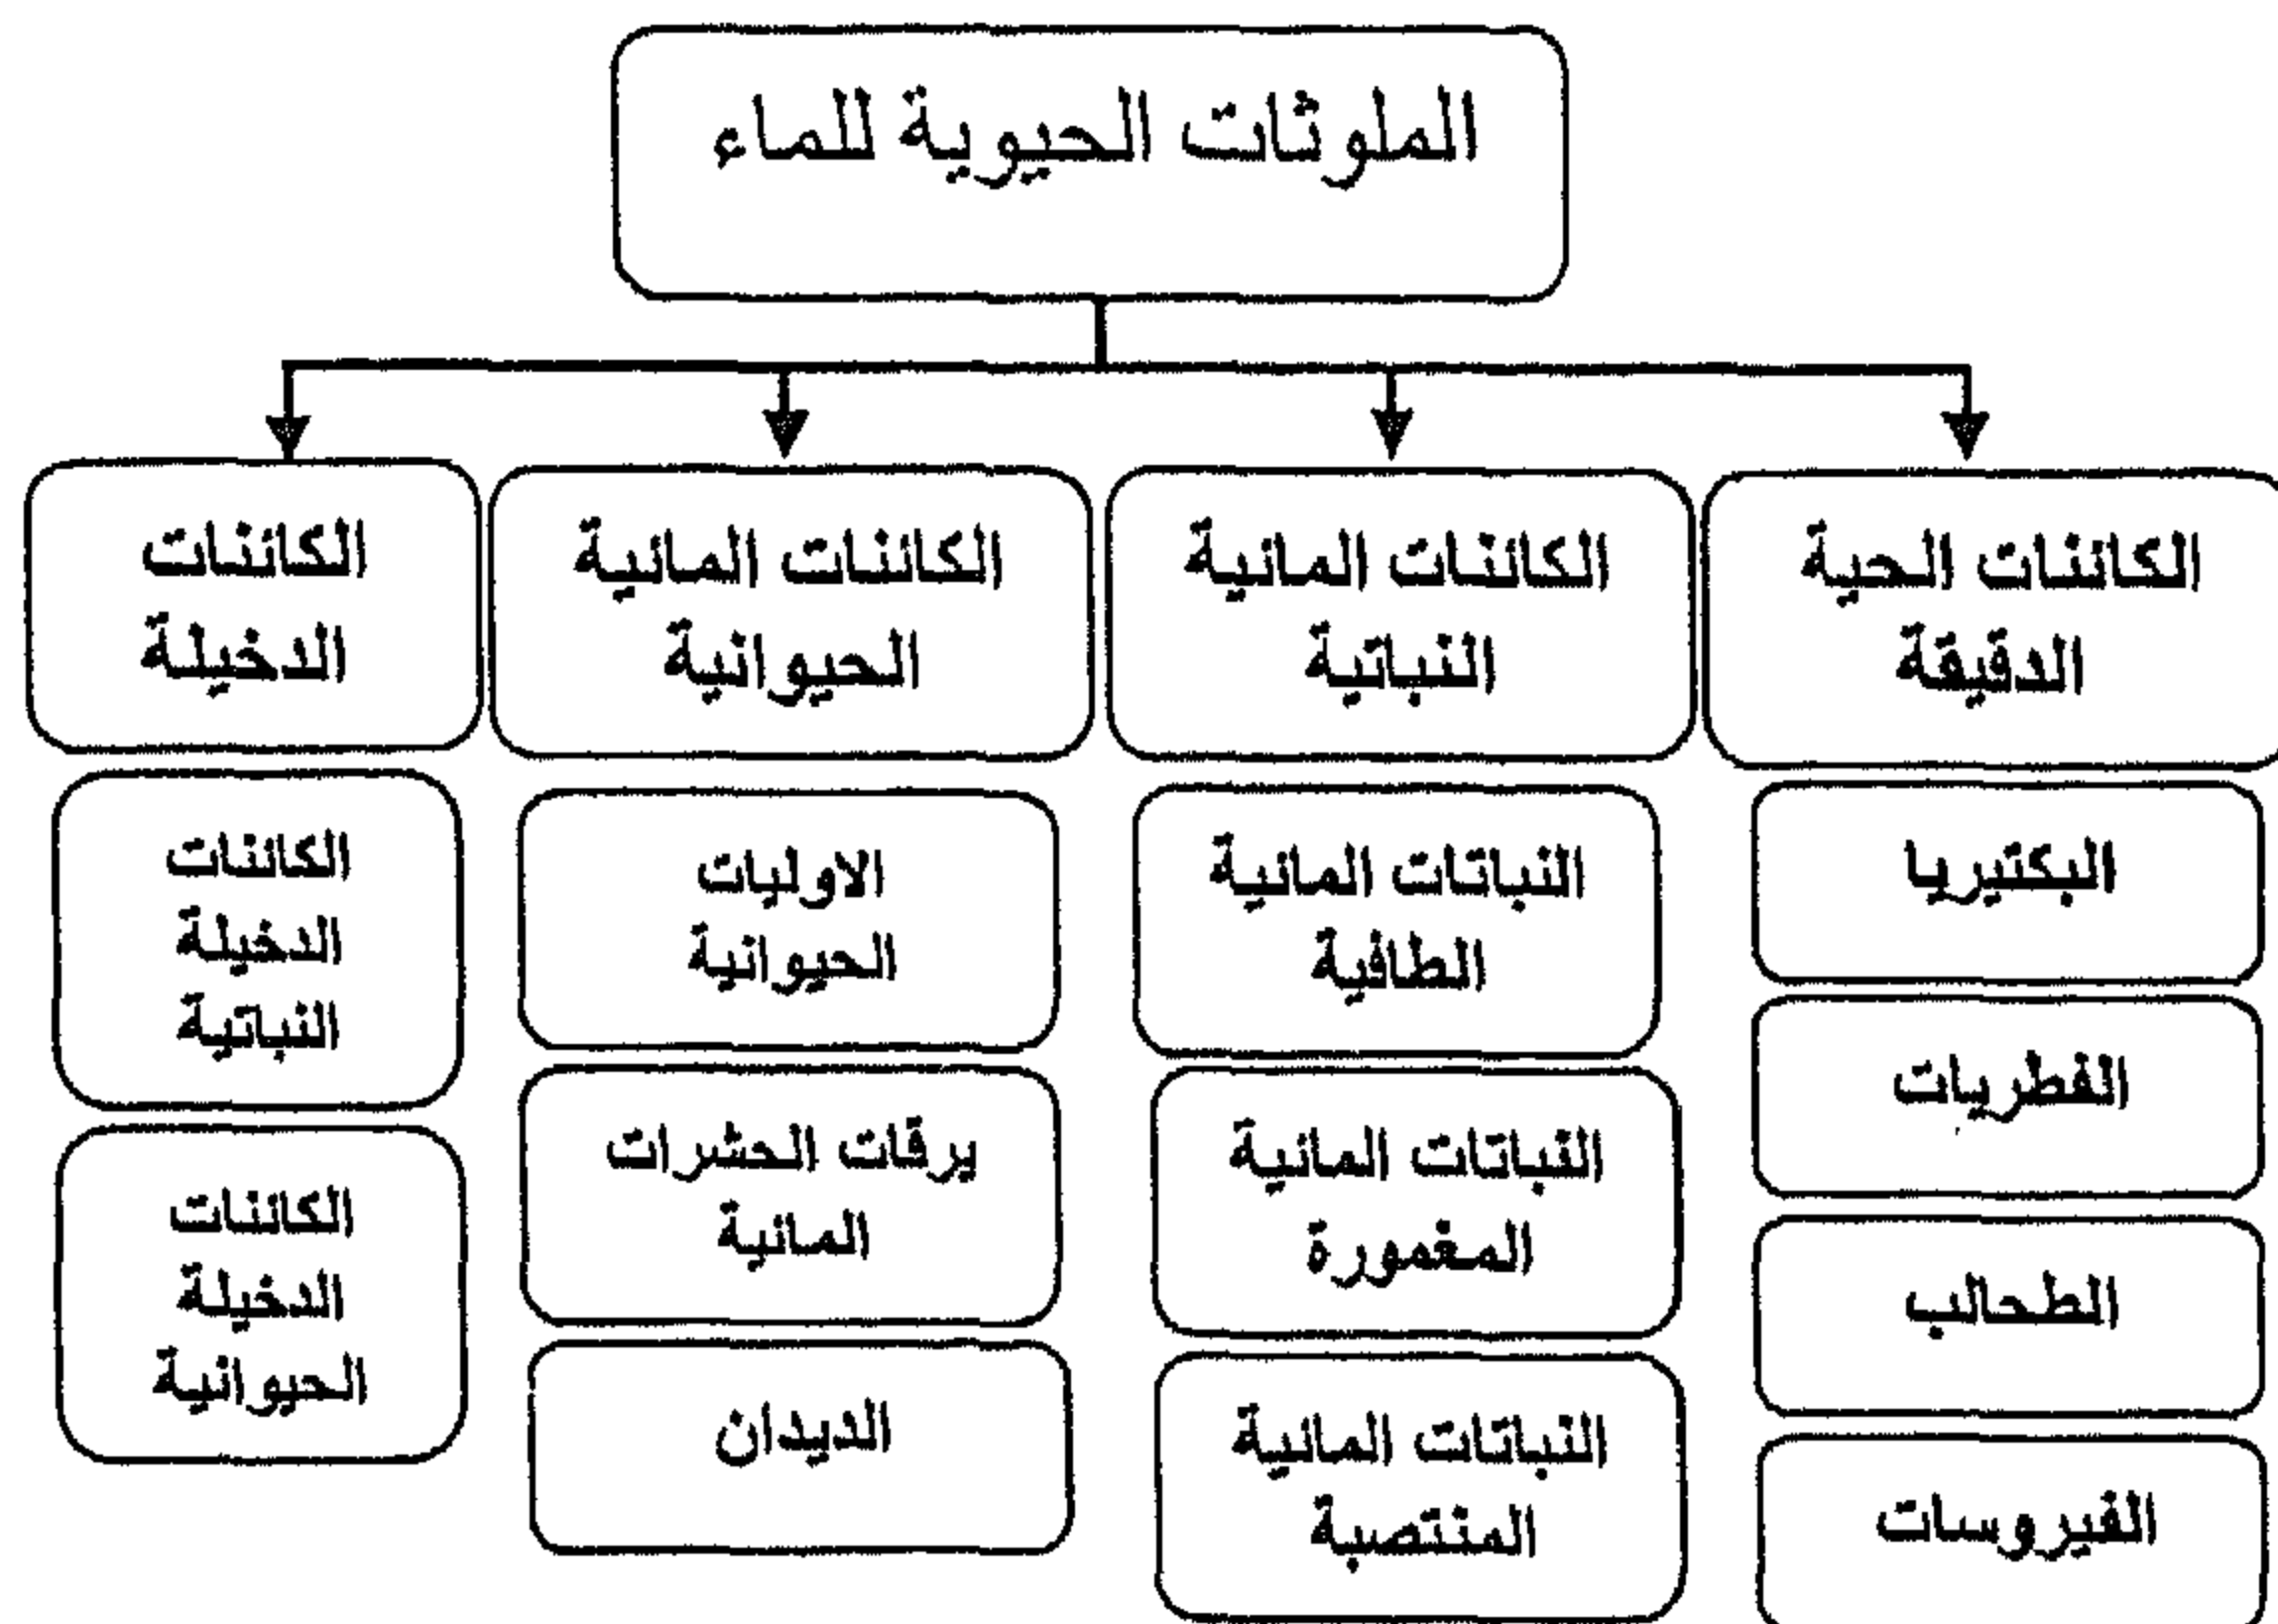 الملوثات الحيوية للماء
الكائنات الحية
الدقيقة
البكتيريا
الفطريات
الطحالب
الفيروسات
الكائنات المائية
النباتية
النباتات المائية
الطافية
النباتات المائية
المغمورة
النباتات المائية
المنتصبة
الكائنات المائية
الحيوانية
الاوليات
الحيوانية
يرقات الحشرات
المائية
الديدان
الكائنات
الدخيلة
الكائنات
الدخيلة
النباتية
الكائنات
الدخيلة
الحيوانية